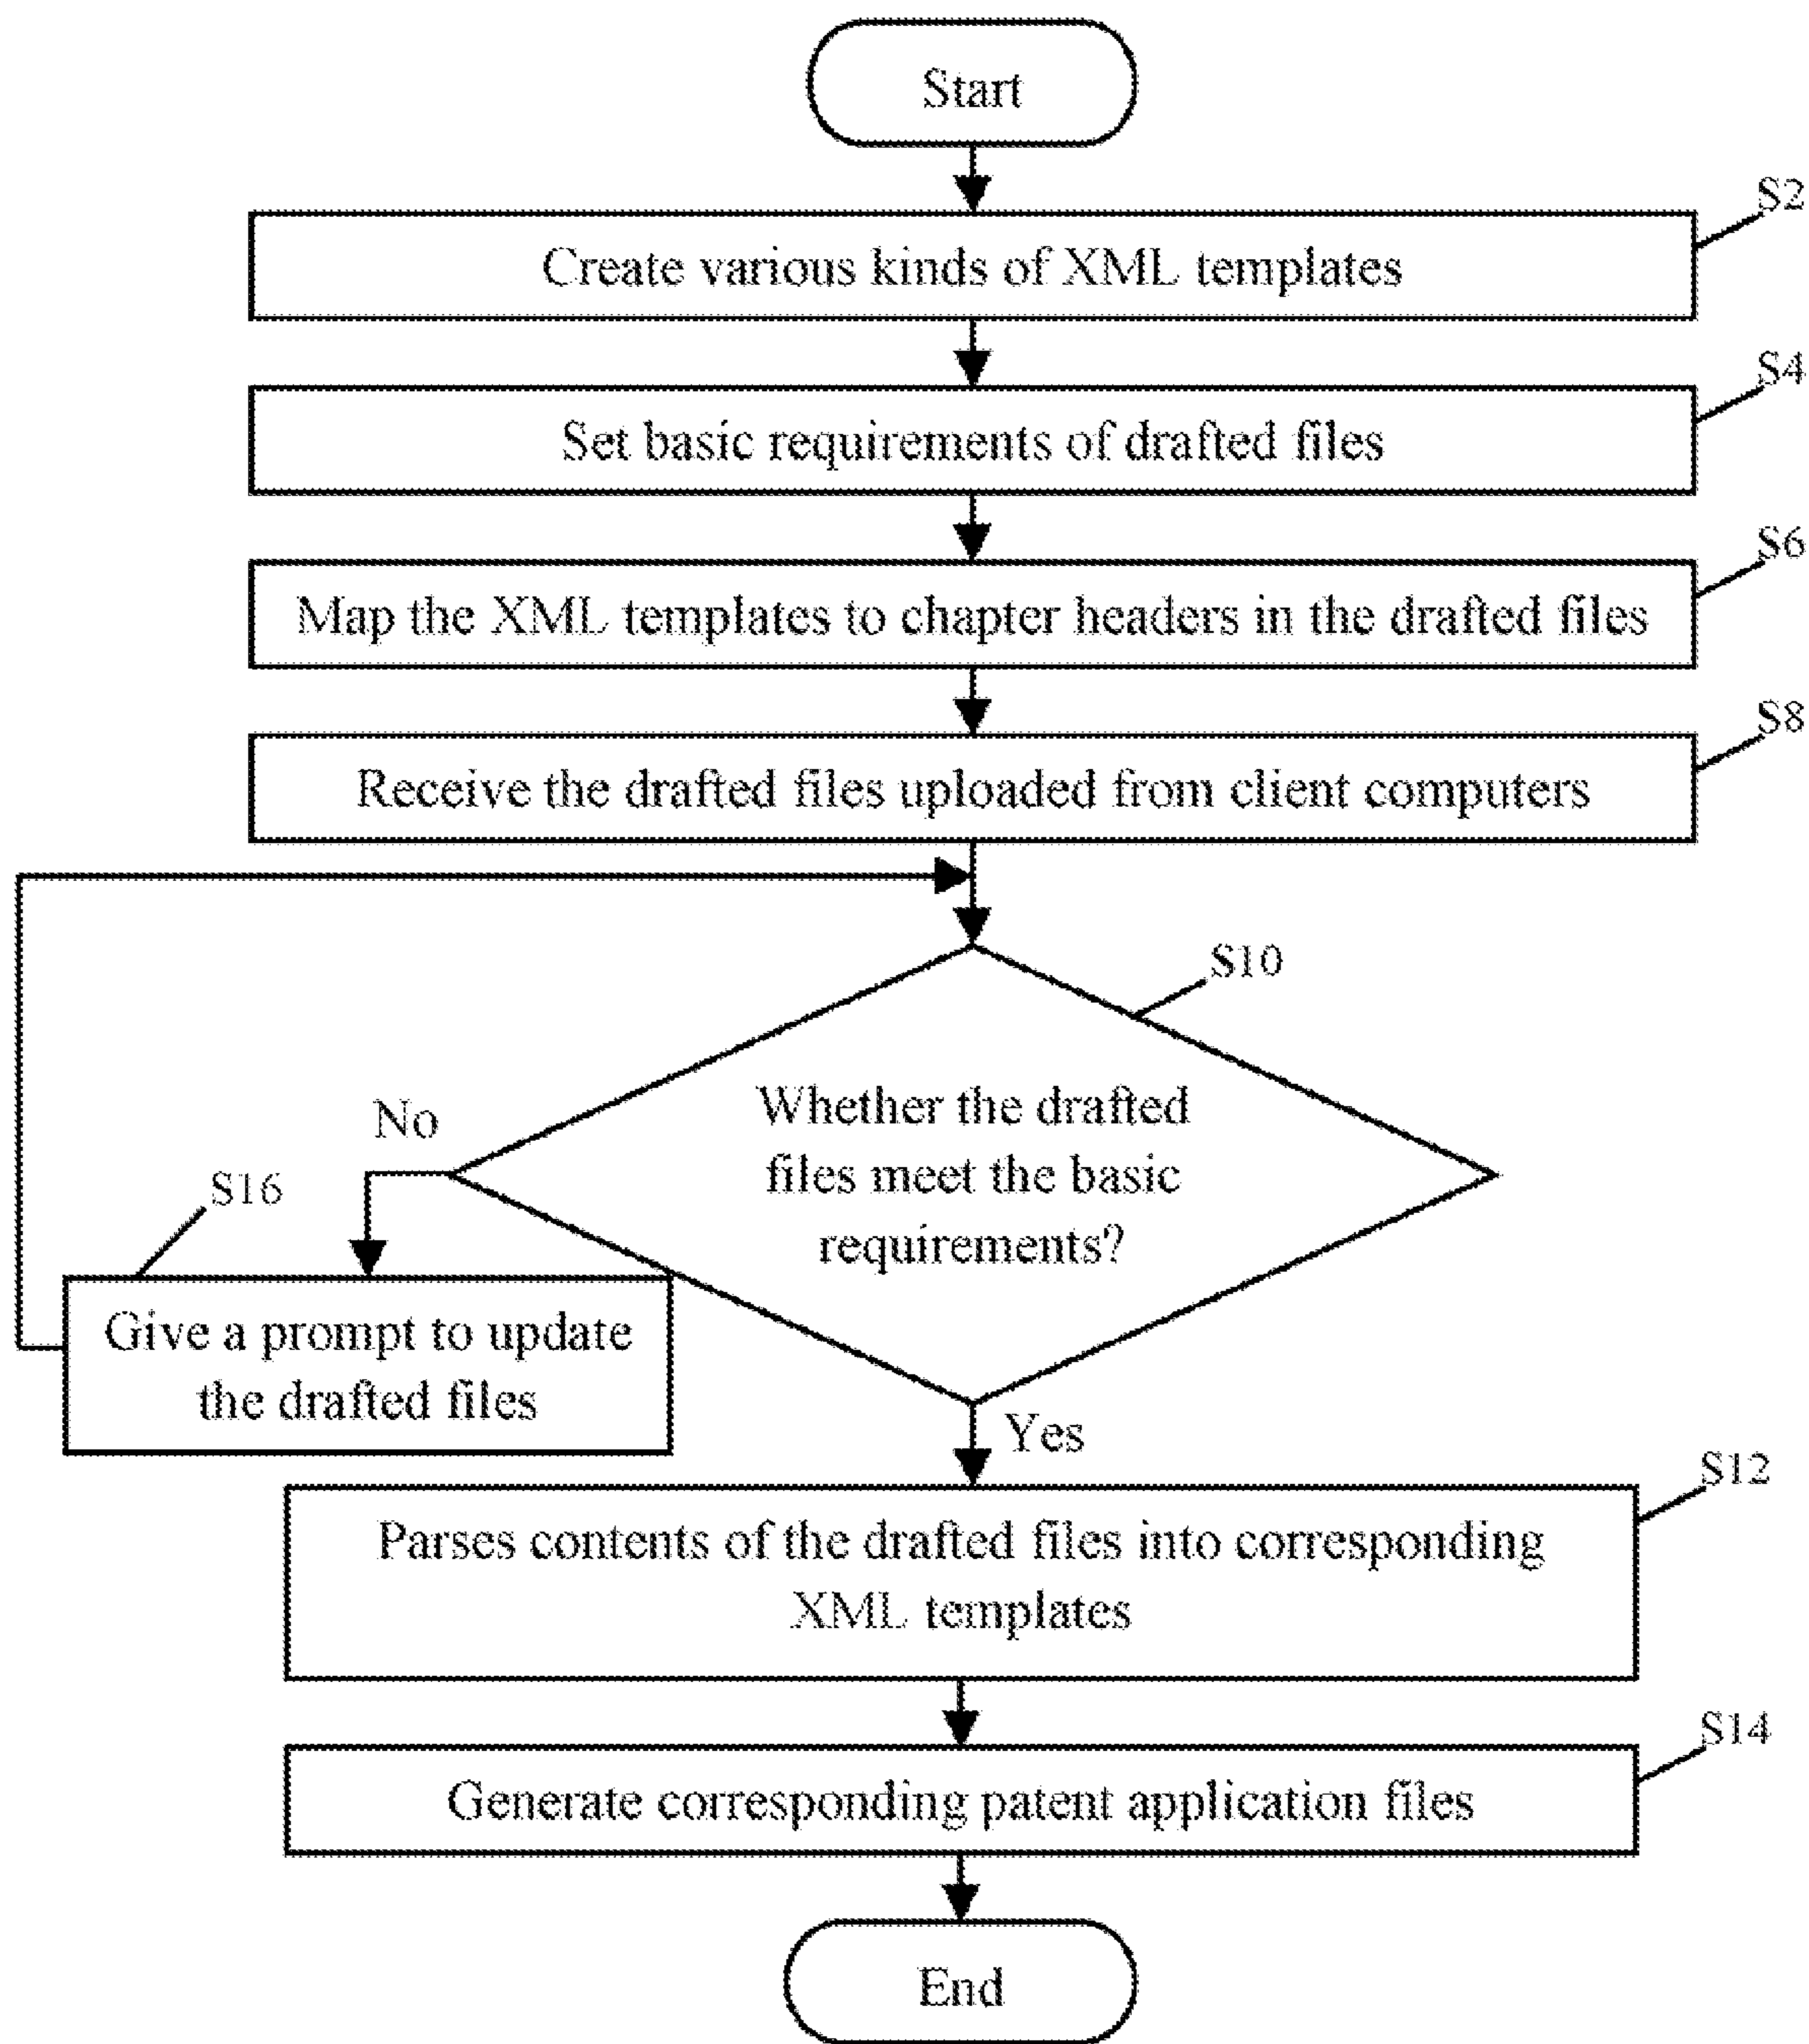 Start
S2
Create various kinds of XML templates
S4
Set basic requirements of drafted files
S6
Map the XML templates to chapter headers in the drafted files
S8
Receive the drafted files uploaded from client computers
S10
Whether the drafted
files meet the basic
requirements?
No
S16
Give a prompt to update
the drafted files
Yes
S12
Parses contents of the drafted files into corresponding
XML templates
S14
Generate corresponding patent application files
End